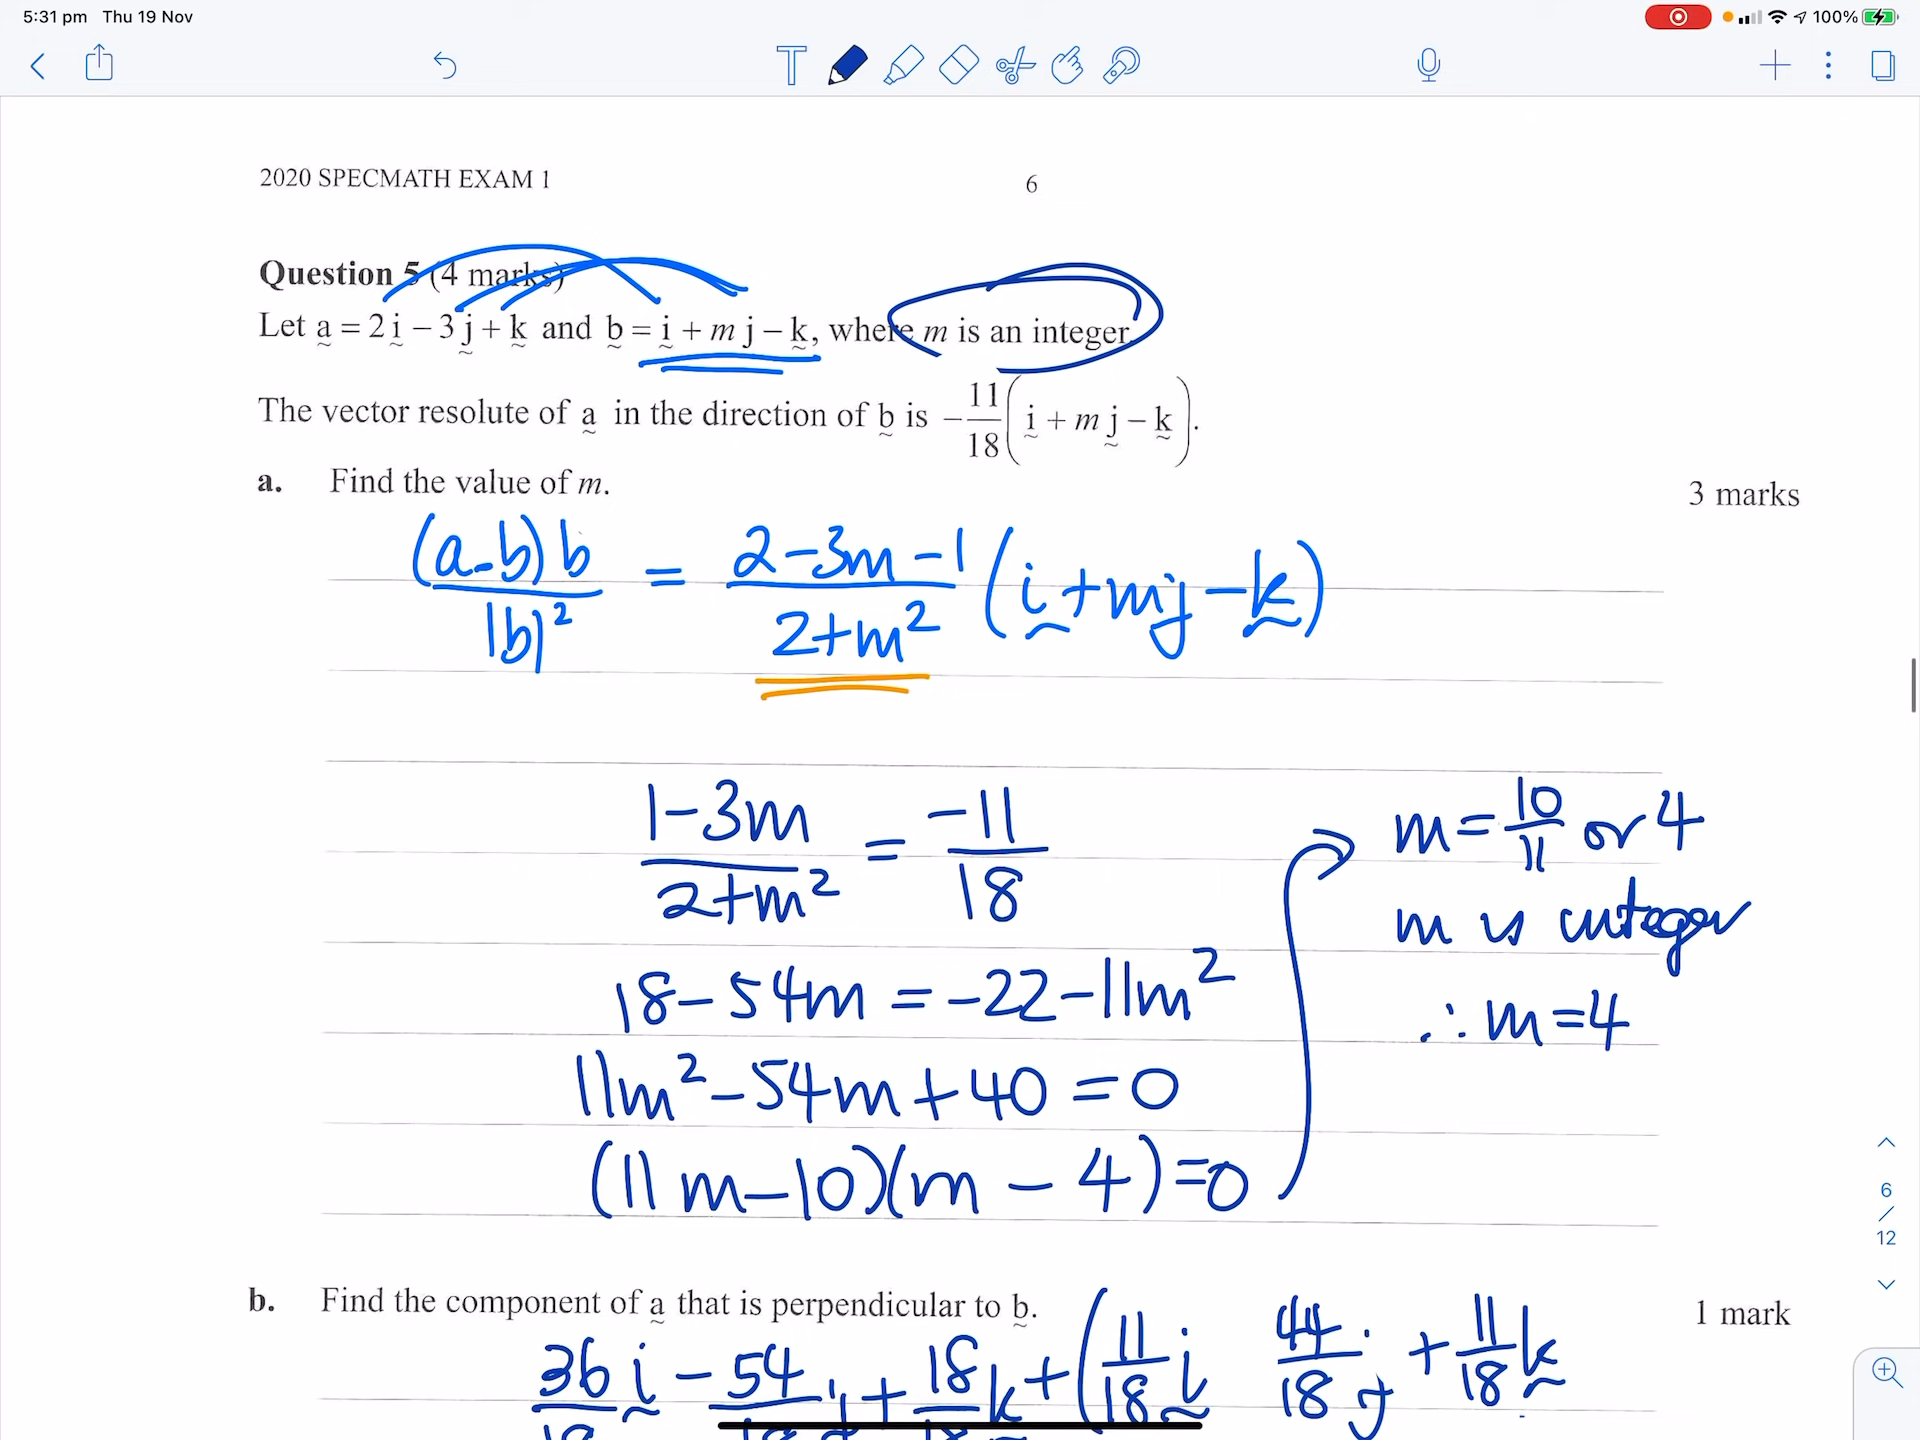 5:31 pm Thu 19 Nov
100%
2020 SPECMATH EXAM 1
6
Question 5 (4 marks)
Let a = 2i − 3j + k and b = i + mj − k, where m is an integer.
The vector resolute of a in the direction of b is −11/18 (i + mj − k).
a. Find the value of m.
3 marks
(a.b)b/|b|² = (2−3m−1)/(2+m²) (i+mj−k)
(1−3m)/(2+m²) = −11/18
18−54m = −22−11m²
11m²−54m+40=0
(11m−10)(m−4)=0
m=10/11 or 4
m is integer
∴ m=4
6
/
12
b. Find the component of a that is perpendicular to b.
1 mark
36/18 i − 54/18 j + 18/18 k + (11/18 i 44/18 j + 11/18 k